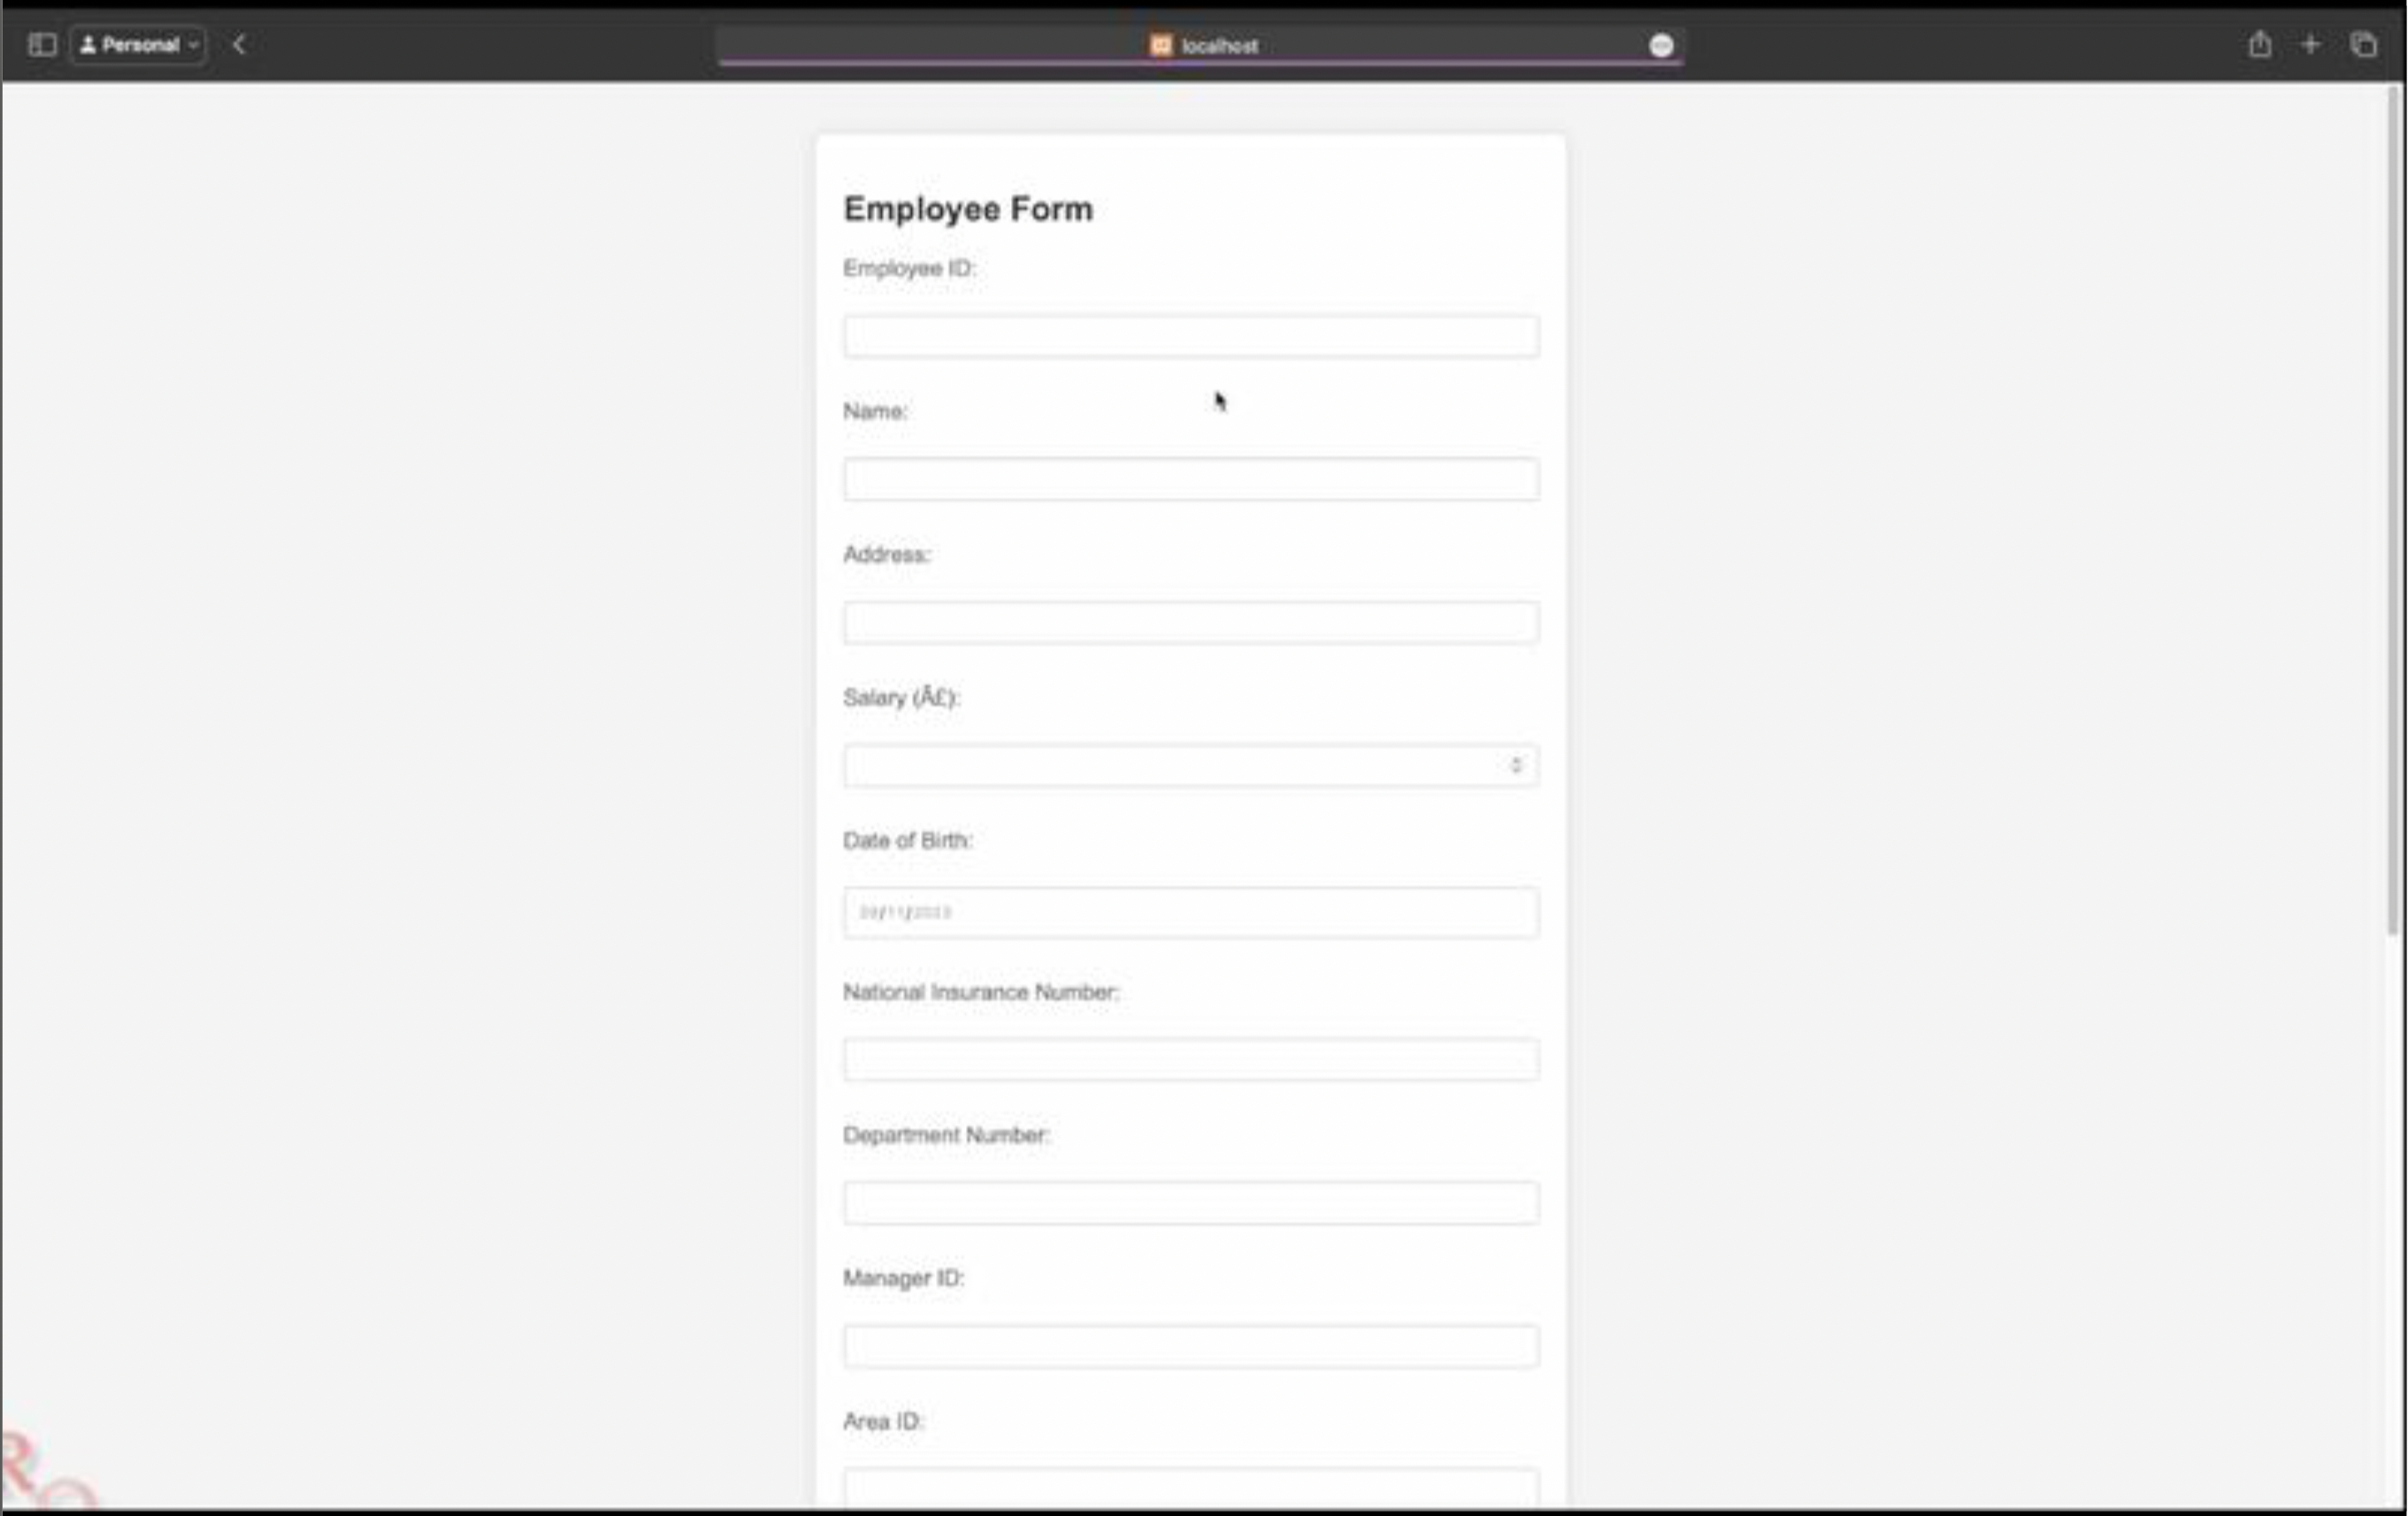 Personal
localhost
Employee Form
Employee ID:
Name:
Address:
Salary (Â£):
Date of Birth:
National Insurance Number:
Department Number:
Manager ID:
Area ID: